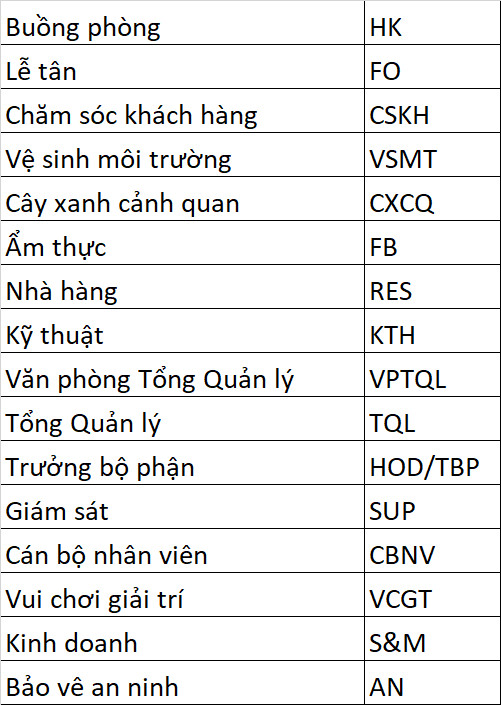 Buồng phòng HK
Lễ tân FO
Chăm sóc khách hàng CSKH
Vệ sinh môi trường VSMT
Cây xanh cảnh quan CXCQ
Ẩm thực FB
Nhà hàng RES
Kỹ thuật KTH
Văn phòng Tổng Quản lý VPTQL
Tổng Quản lý TQL
Trưởng bộ phận HOD/TBP
Giám sát SUP
Cán bộ nhân viên CBNV
Vui chơi giải trí VCGT
Kinh doanh S&M
Bảo vê an ninh AN